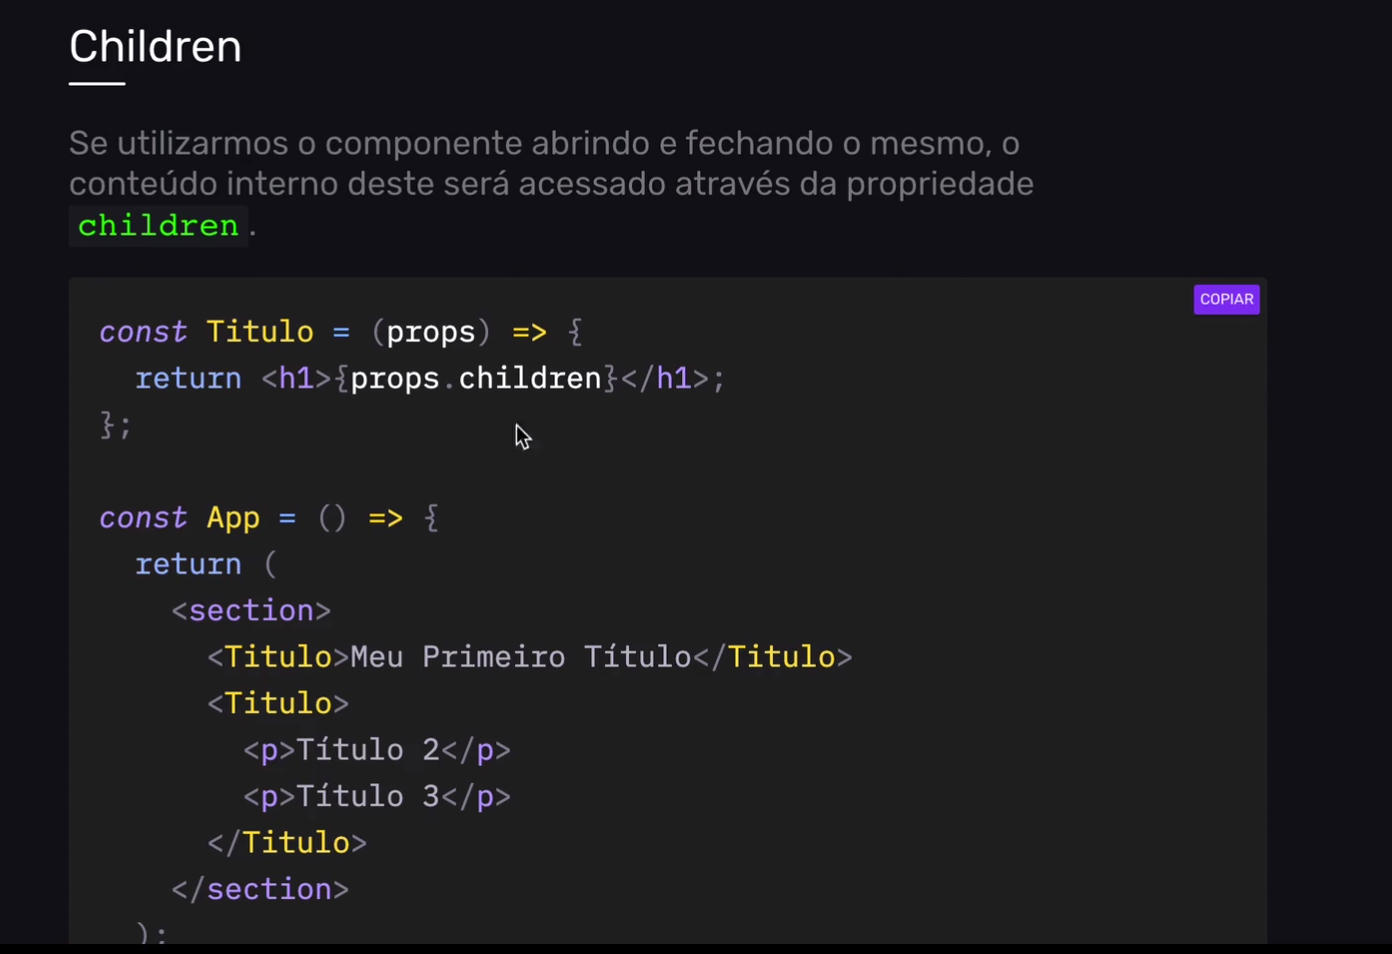 Children
Se utilizarmos o componente abrindo e fechando o mesmo, o
conteúdo interno deste será acessado através da propriedade
children.
COPIAR
const Titulo = (props) => {
  return <h1>{props.children}</h1>;
};
const App = () => {
  return (
    <section>
      <Titulo>Meu Primeiro Título</Titulo>
      <Titulo>
        <p>Título 2</p>
        <p>Título 3</p>
      </Titulo>
    </section>
  );